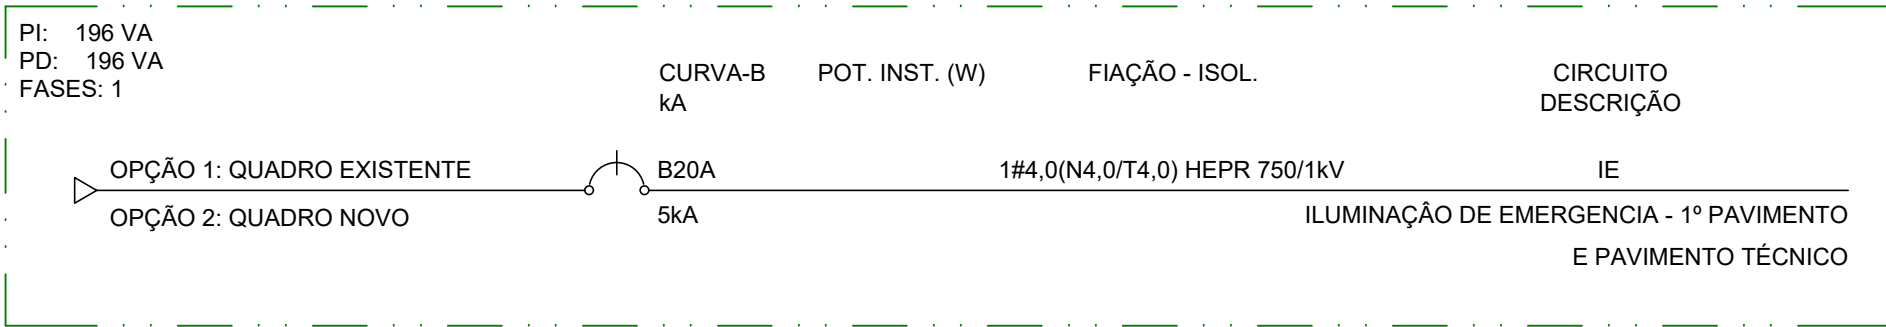 PI: 196 VA
PD: 196 VA
FASES: 1
CURVA-B POT. INST. (W) FIAÇÃO - ISOL. CIRCUITO
kA DESCRIÇÃO
OPÇÃO 1: QUADRO EXISTENTE B20A 1#4,0(N4,0/T4,0) HEPR 750/1kV IE
OPÇÃO 2: QUADRO NOVO 5kA ILUMINAÇÂO DE EMERGENCIA - 1º PAVIMENTO
E PAVIMENTO TÉCNICO